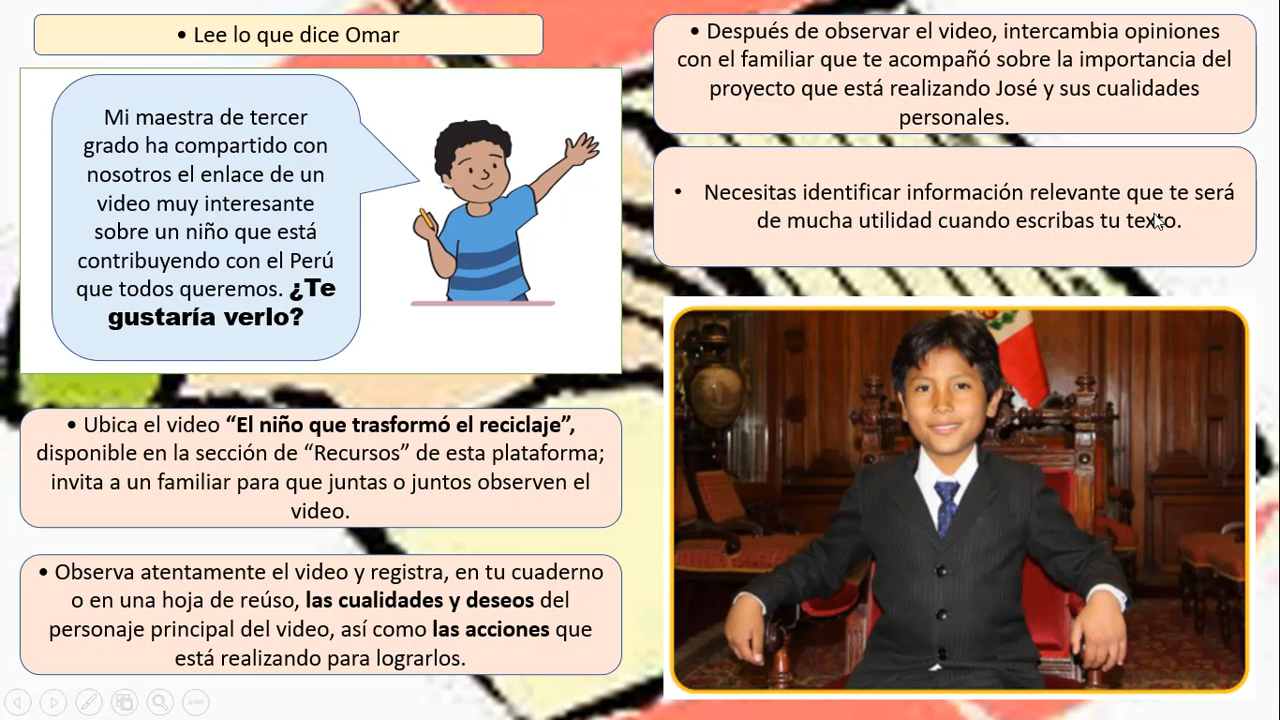 • Lee lo que dice Omar
Mi maestra de tercer
grado ha compartido con
nosotros el enlace de un
video muy interesante
sobre un niño que está
contribuyendo con el Perú
que todos queremos. ¿Te
gustaría verlo?
• Ubica el video “El niño que trasformó el reciclaje”,
disponible en la sección de “Recursos” de esta plataforma;
invita a un familiar para que juntas o juntos observen el
video.
• Observa atentamente el video y registra, en tu cuaderno
o en una hoja de reúso, las cualidades y deseos del
personaje principal del video, así como las acciones que
está realizando para lograrlos.
• Después de observar el video, intercambia opiniones
con el familiar que te acompañó sobre la importancia del
proyecto que está realizando José y sus cualidades
personales.
• Necesitas identificar información relevante que te será
de mucha utilidad cuando escribas tu texto.